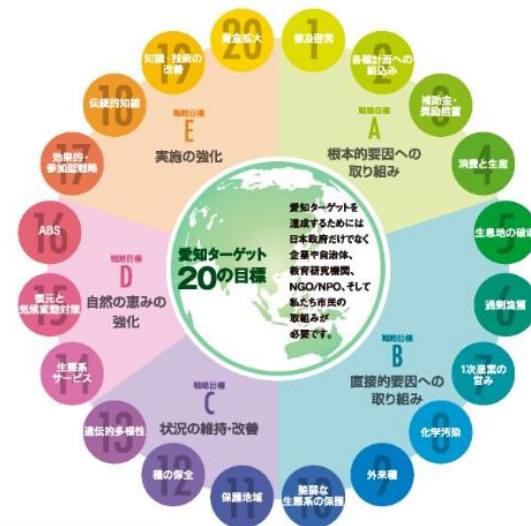 愛知ターゲット
20の目標
愛知ターゲットを
達成するためには
日本政府だけでなく
企業や自治体、
教育研究機関、
NGO/NPO、そして
私たち市民の
取組みが
必要です。
戦略目標
A
根本的要因への
取り組み
1
普及啓発
2
各種計画への
組込み
3
補助金・
奨励措置
4
消費と生産
戦略目標
B
直接的要因への
取り組み
5
生息地の破壊
6
過剰漁獲
7
1次産業の
営み
8
化学汚染
9
外来種
10
脆弱な
生態系の保護
戦略目標
C
状況の維持・改善
11
保護地域
12
種の保全
13
遺伝的多様性
戦略目標
D
自然の恵みの
強化
14
生態系
サービス
15
復元と
気候変動対策
16
ABS
戦略目標
E
実施の強化
17
効果的・
参加型戦略
18
伝統的知識
19
知識・技術の
改善
20
資金拡大